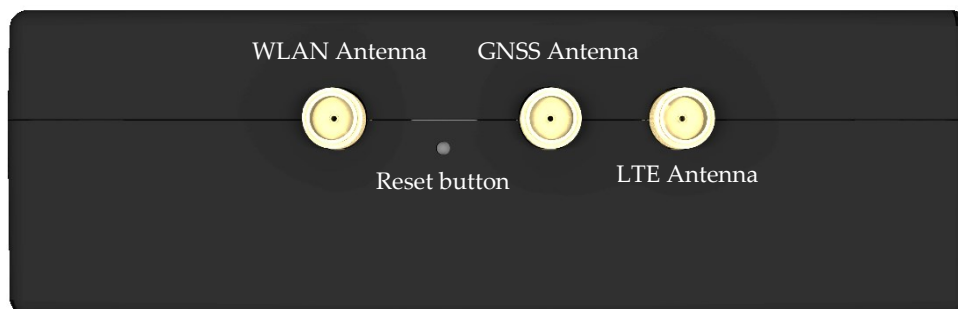 WLAN Antenna
GNSS Antenna
Reset button
LTE Antenna